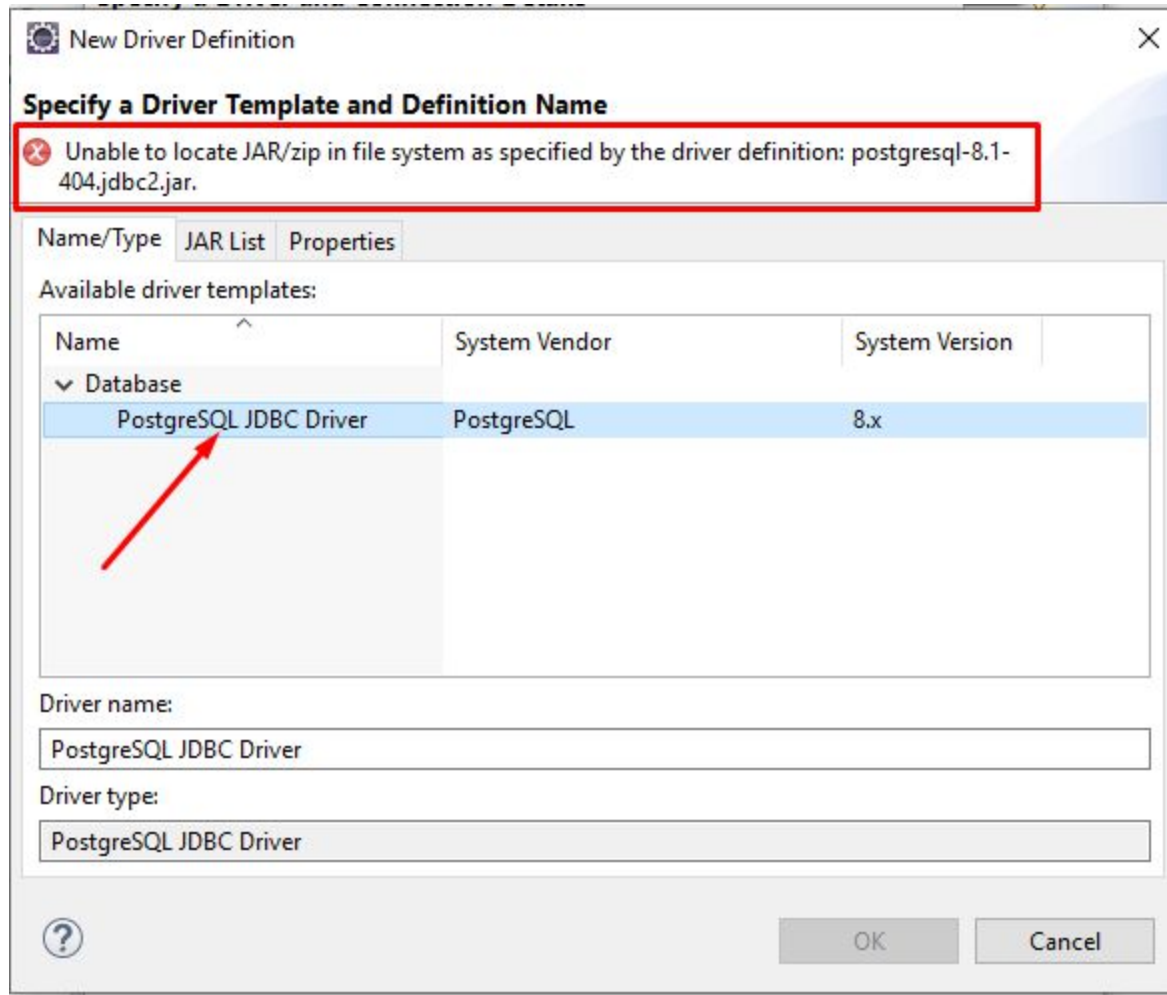 New Driver Definition
Specify a Driver Template and Definition Name
Unable to locate JAR/zip in file system as specified by the driver definition: postgresql-8.1-
404.jdbc2.jar.
Name/Type JAR List Properties
Available driver templates:
Name System Vendor System Version
Database
PostgreSQL JDBC Driver PostgreSQL 8.x
Driver name:
PostgreSQL JDBC Driver
Driver type:
PostgreSQL JDBC Driver
? OK Cancel